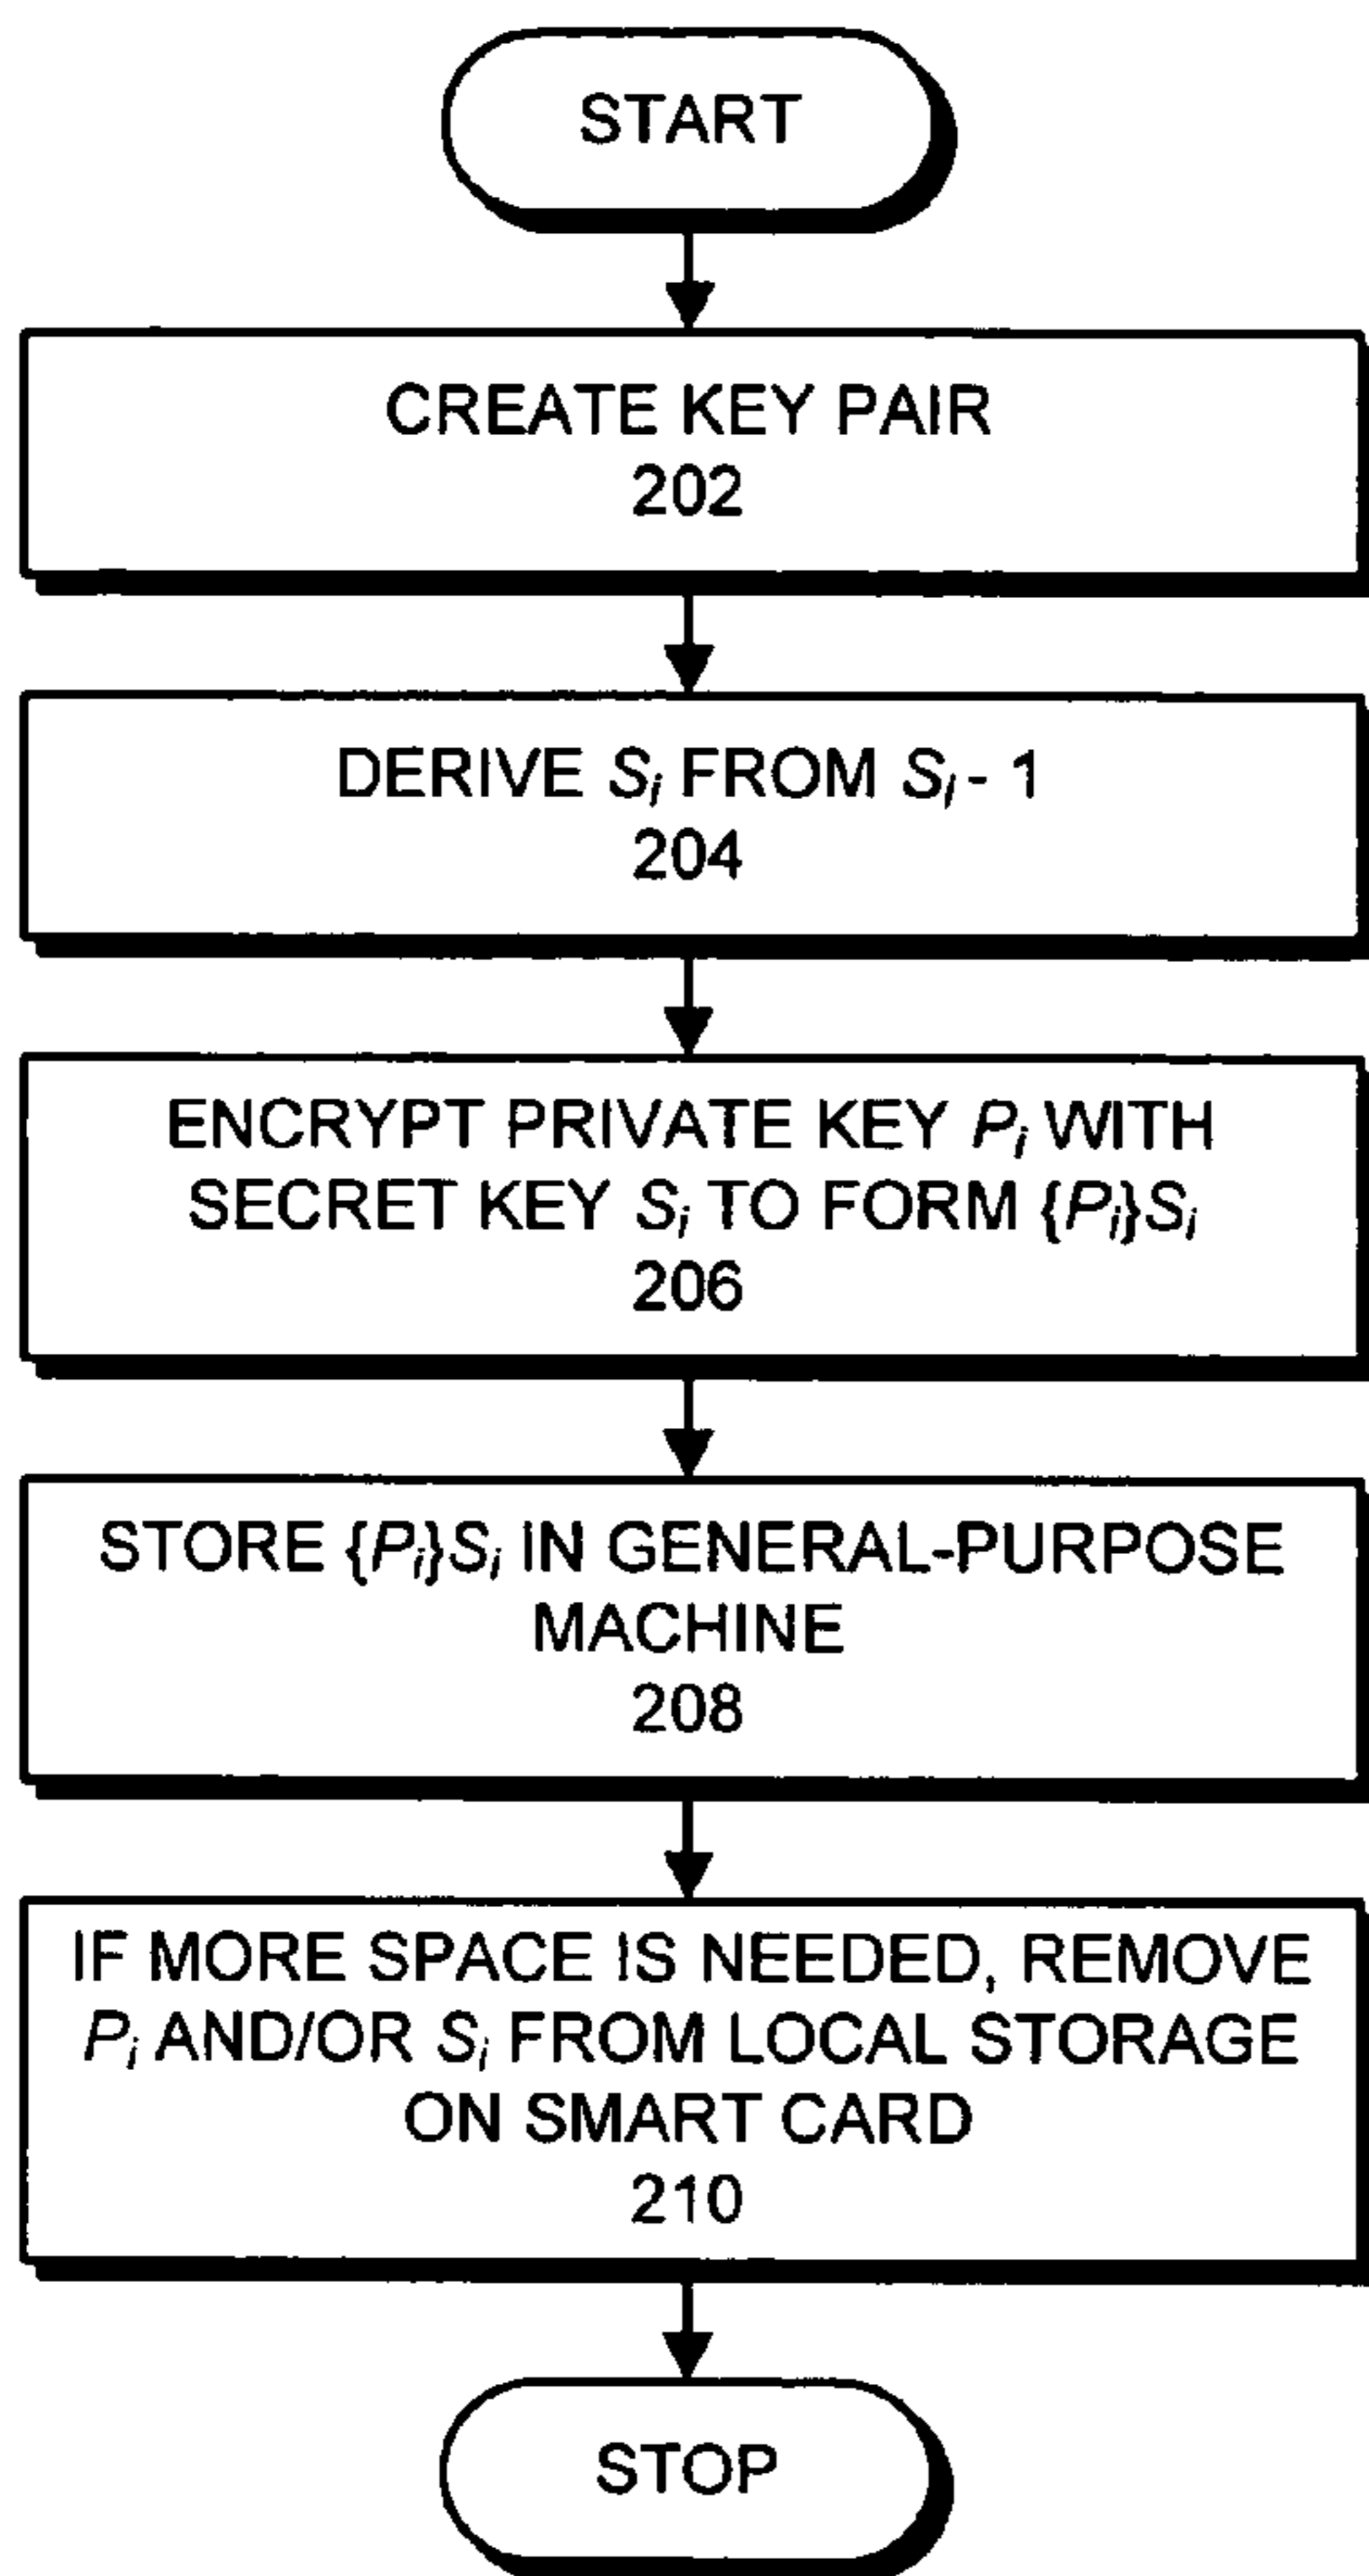 START
CREATE KEY PAIR
202
DERIVE Si FROM Si - 1
204
ENCRYPT PRIVATE KEY Pi WITH
SECRET KEY Si TO FORM {Pi}Si
206
STORE {Pi}Si IN GENERAL-PURPOSE
MACHINE
208
IF MORE SPACE IS NEEDED, REMOVE
Pi AND/OR Si FROM LOCAL STORAGE
ON SMART CARD
210
STOP